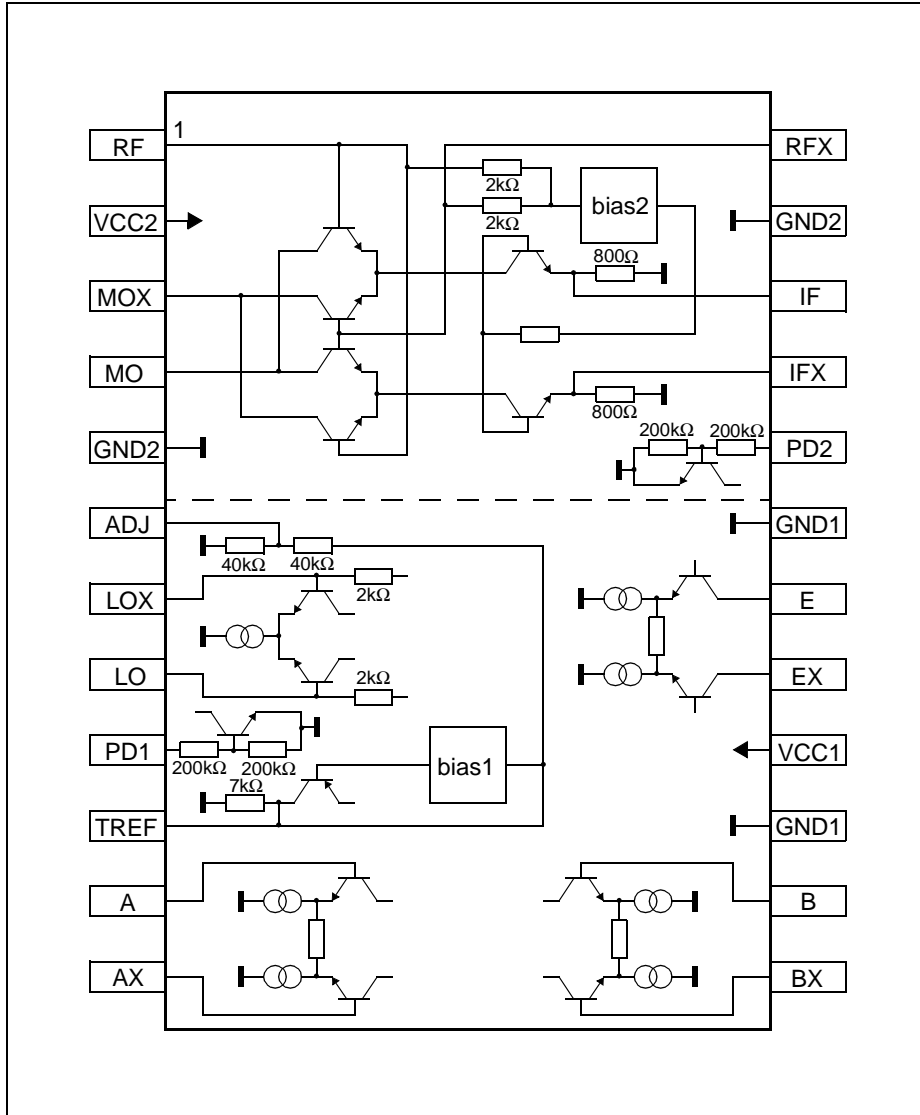 1
RF
RFX
2kΩ
VCC2
2kΩ
bias2
GND2
800Ω
MOX
IF
MO
IFX
800Ω
200kΩ 200kΩ
GND2
PD2
ADJ
GND1
40kΩ 40kΩ
LOX
2kΩ
E
LO
2kΩ
EX
PD1
200kΩ 200kΩ
bias1
VCC1
7kΩ
TREF
GND1
A
B
AX
BX